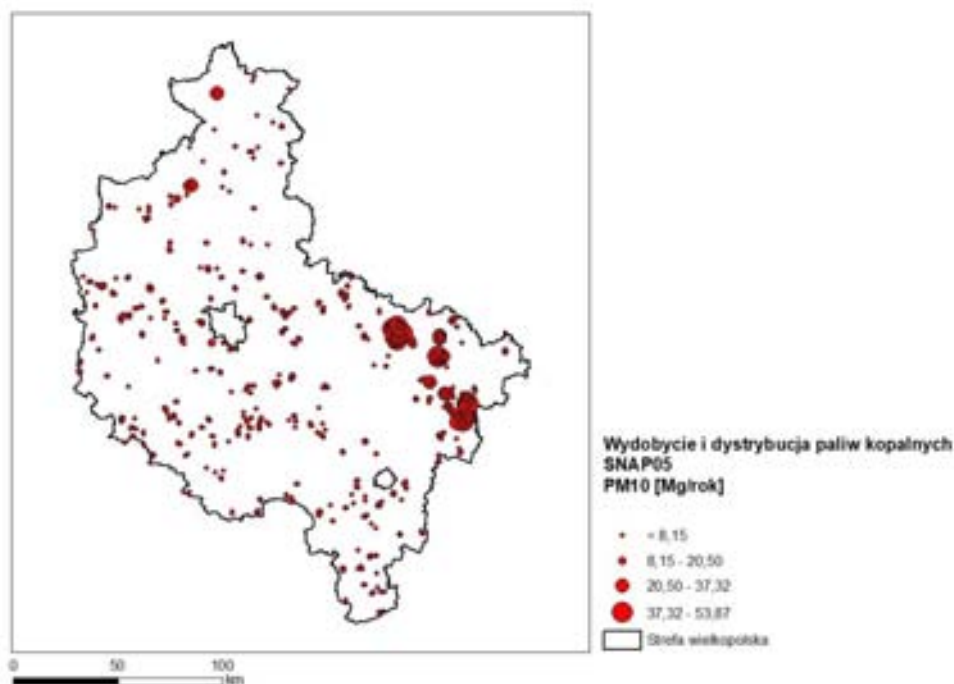 Wydobycie i dystrybucja paliw kopalnych
SNAP05
PM10 [Mg/rok]
< 8,15
8,15 - 20,50
20,50 - 37,32
37,32 - 53,87
Strefa wielkopolska
0 50 100
km